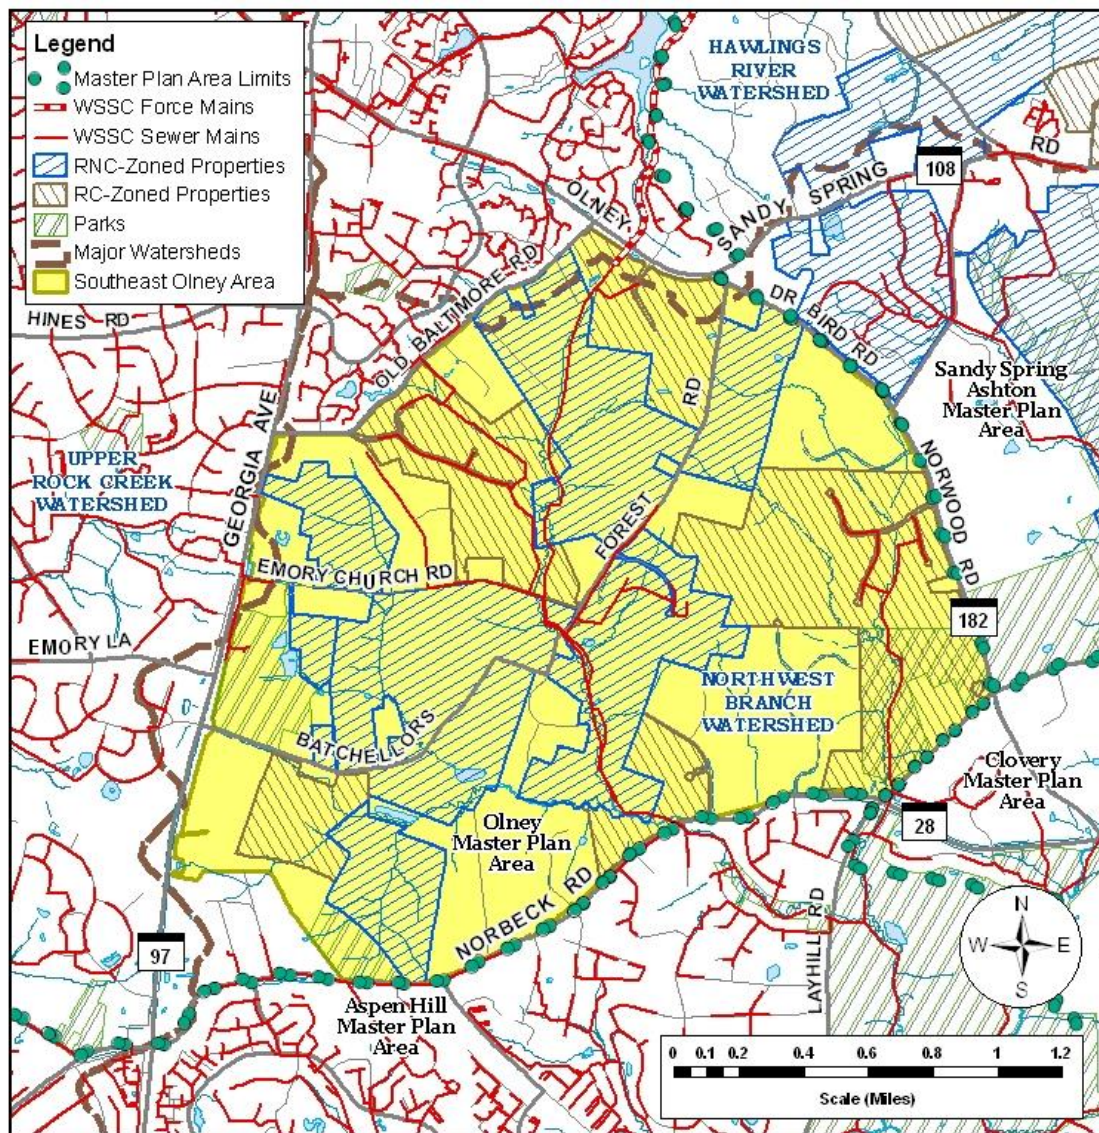 Legend
Master Plan Area Limits
WSSC Force Mains
WSSC Sewer Mains
RNC-Zoned Properties
RC-Zoned Properties
Parks
Major Watersheds
Southeast Olney Area
HAWLINGS
RIVER
WATERSHED
OLNEY
SANDY SPRING
RD
108
OLD BALTIMORE RD
HINES RD
DR BIRD RD
Sandy Spring
Ashton
Master Plan
Area
GEORGIA AVE
UPPER
ROCK CREEK
WATERSHED
FOREST
RD
NORWOOD RD
EMORY CHURCH RD
EMORY LA
182
NORTHWEST
BRANCH
WATERSHED
BATCHELLORS
Clovery
Master Plan
Area
28
Olney
Master Plan
Area
NORBECK RD
LAYHILL RD
97
Aspen Hill
Master Plan
Area
N
W E
S
0 0.1 0.2 0.4 0.6 0.8 1 1.2
Scale (Miles)